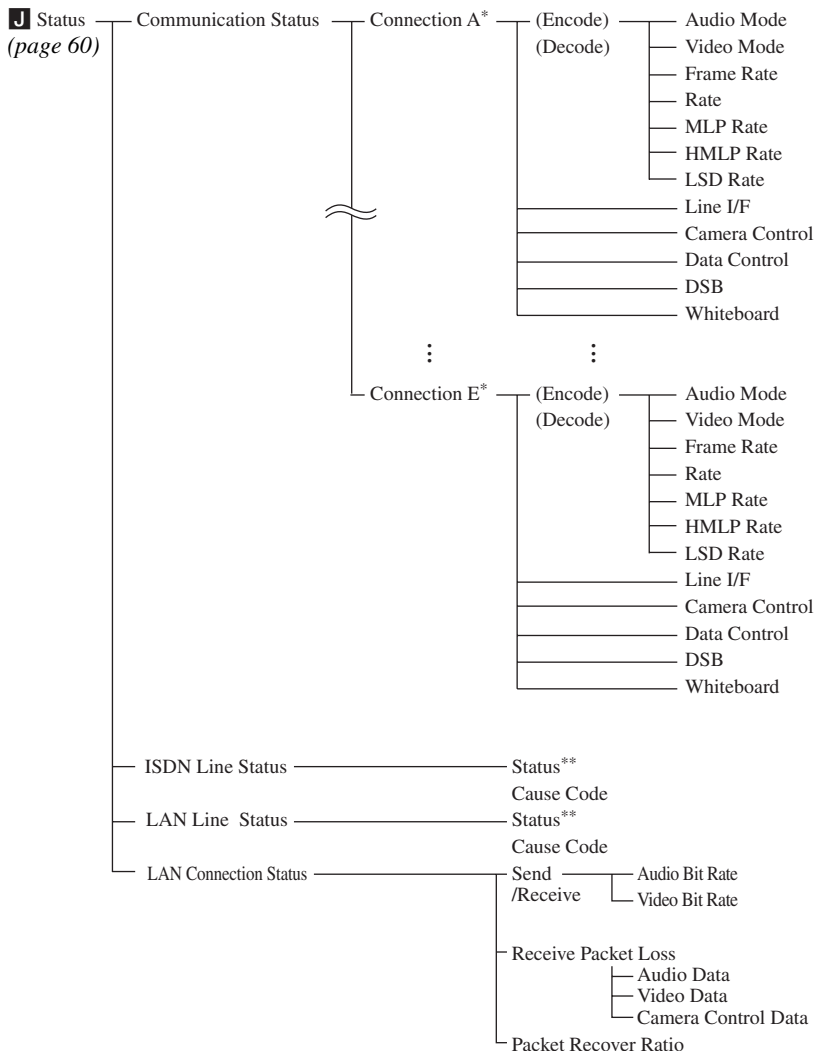 J Status Communication Status Connection A* (Encode) Audio Mode
(page 60) (Decode) Video Mode
Frame Rate
Rate
MLP Rate
HMLP Rate
LSD Rate
Line I/F
Camera Control
Data Control
DSB
Whiteboard
Connection E* (Encode) Audio Mode
(Decode) Video Mode
Frame Rate
Rate
MLP Rate
HMLP Rate
LSD Rate
Line I/F
Camera Control
Data Control
DSB
Whiteboard
ISDN Line Status Status**
Cause Code
LAN Line Status Status**
Cause Code
LAN Connection Status Send Audio Bit Rate
/Receive Video Bit Rate
Receive Packet Loss
Audio Data
Video Data
Camera Control Data
Packet Recover Ratio